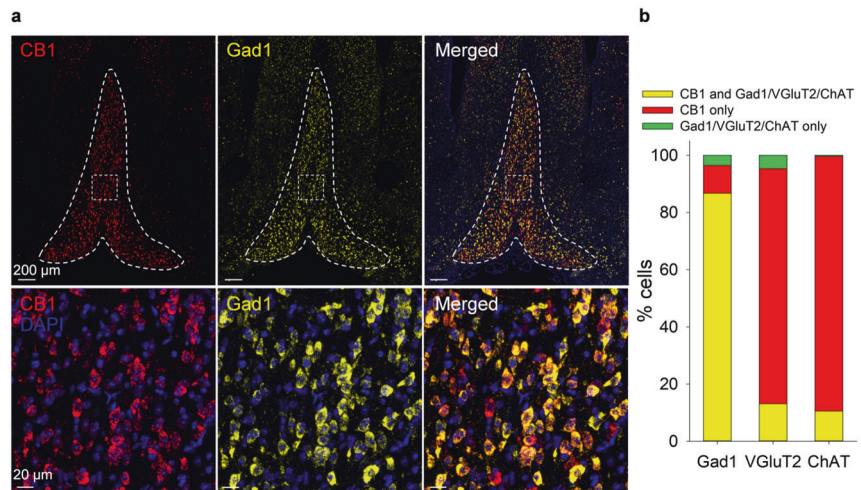 a
CB1
Gad1
Merged
200 µm
CB1
DAPI
Gad1
Merged
20 µm
b
CB1 and Gad1/VGluT2/ChAT
CB1 only
Gad1/VGluT2/ChAT only
100
80
60
40
20
0
% cells
Gad1 VGluT2 ChAT